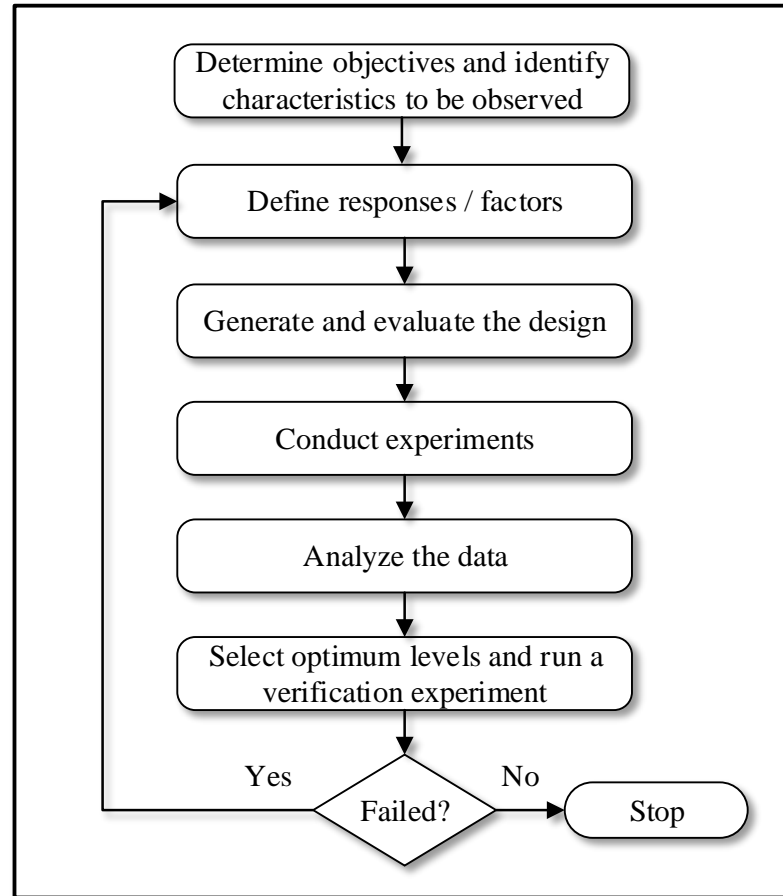 Determine objectives and identify
characteristics to be observed
Define responses / factors
Generate and evaluate the design
Conduct experiments
Analyze the data
Select optimum levels and run a
verification experiment
Yes
No
Failed?
Stop